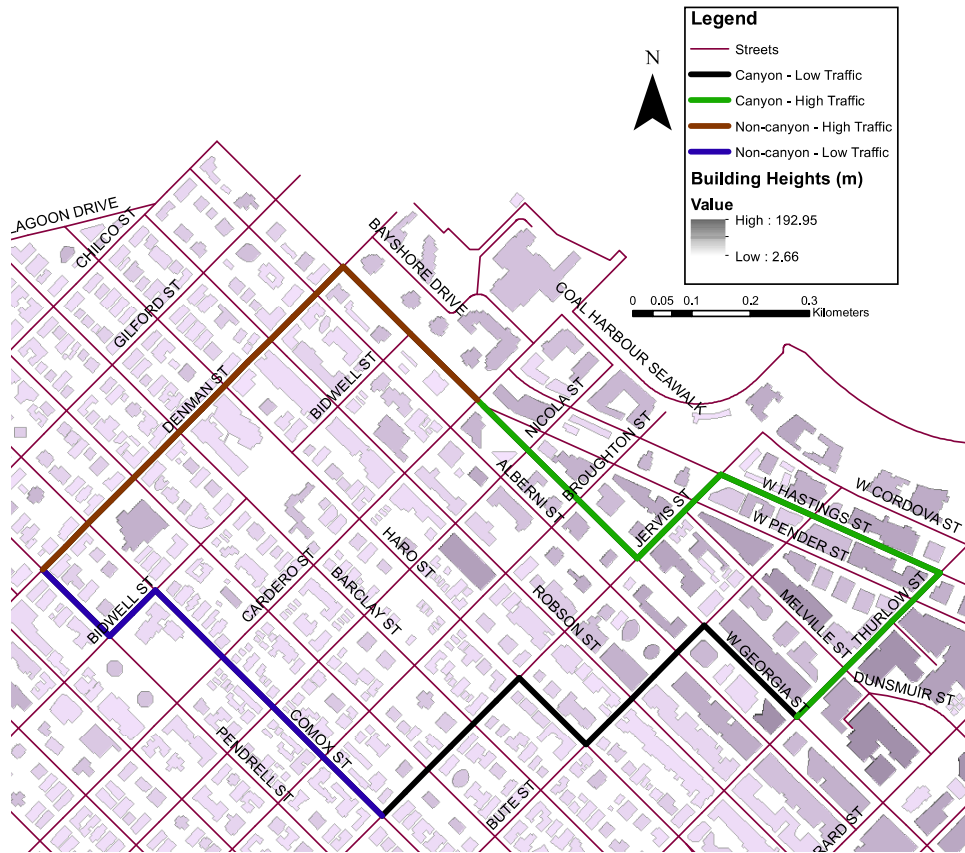 Legend
Streets
Canyon - Low Traffic
Canyon - High Traffic
Non-canyon - High Traffic
Non-canyon - Low Traffic
Building Heights (m)
Value
High : 192.95
Low : 2.66
N
0 0.05 0.1 0.2 0.3
Kilometers
LAGOON DRIVE
CHILCO ST
GILFORD ST
BAYSHORE DRIVE
COAL HARBOUR SEAWALK
DENMAN ST
BIDWELL ST
NICOLA ST
BROUGHTON ST
ALBERNI ST
JERVIS ST
W HASTINGS ST
W CORDOVA ST
W PENDER ST
HARO ST
BARCLAY ST
CARDERO ST
BIDWELL ST
ROBSON ST
MELVILLE ST
THURLOW ST
W GEORGIA ST
DUNSMUIR ST
COMOX ST
PENDRELL ST
BUTE ST
RARD ST